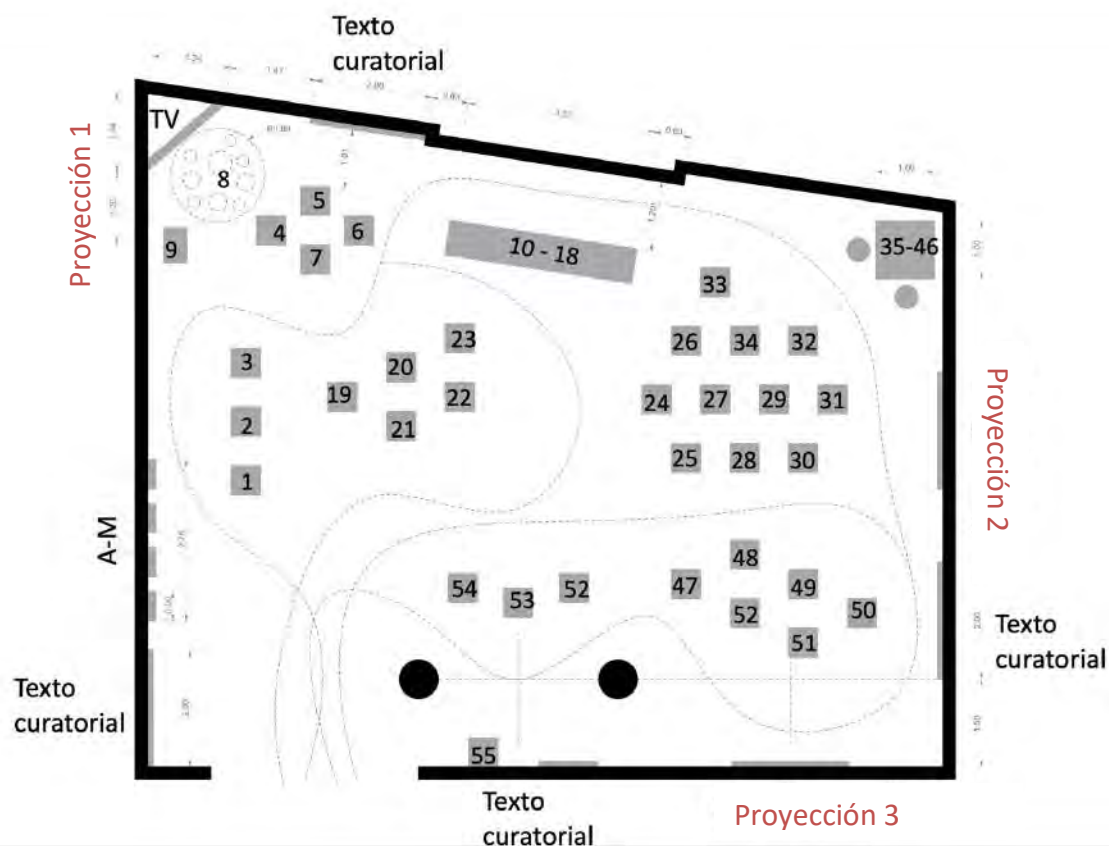 Texto
curatorial
TV
Proyección 1
8
5
4
6
9
7
10 - 18
35-46
33
3
23
26
34
32
20
19
22
24
27
29
31
2
21
25
28
30
1
Proyección 2
A-M
48
54
52
47
49
53
52
50
51
Texto
curatorial
Texto
curatorial
55
Texto
curatorial
Proyección 3